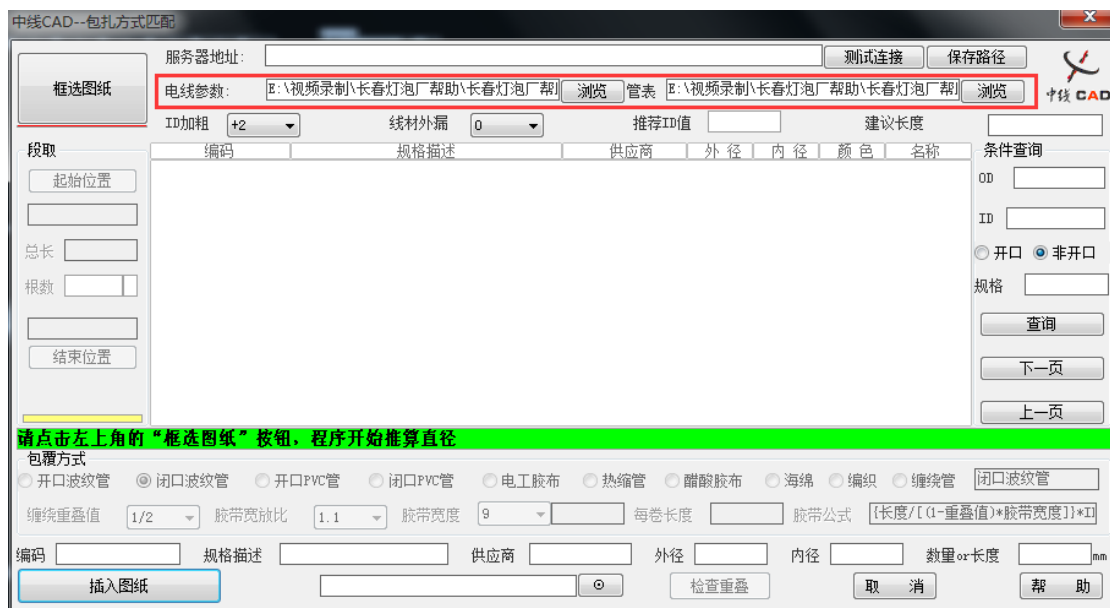 中线CAD--包扎方式匹配
框选图纸
服务器地址:
测试连接
保存路径
电线参数:
E:\视频录制\长春灯泡厂帮助\长春灯泡厂帮
浏览
管表
E:\视频录制\长春灯泡厂帮助\长春灯泡厂帮
浏览
中线 CAD
ID加粗
+2
线材外漏
0
推荐ID值
建议长度
段取
编码
规格描述
供应商
外 径
内 径
颜 色
名称
条件查询
起始位置
OD
ID
总长
开口
非开口
根数
规格
查询
结束位置
下一页
上一页
请点击左上角的“框选图纸”按钮,程序开始推算直径
包覆方式
开口波纹管
闭口波纹管
开口PVC管
闭口PVC管
电工胶布
热缩管
醋酸胶布
海绵
编织
缠绕管
闭口波纹管
缠绕重叠值
1/2
胶带宽放比
1.1
胶带宽度
9
每卷长度
胶带公式
{长度/[(1-重叠值)*胶带宽度]}*II
编码
规格描述
供应商
外径
内径
数量or长度
mm
插入图纸
检查重叠
取 消
帮 助